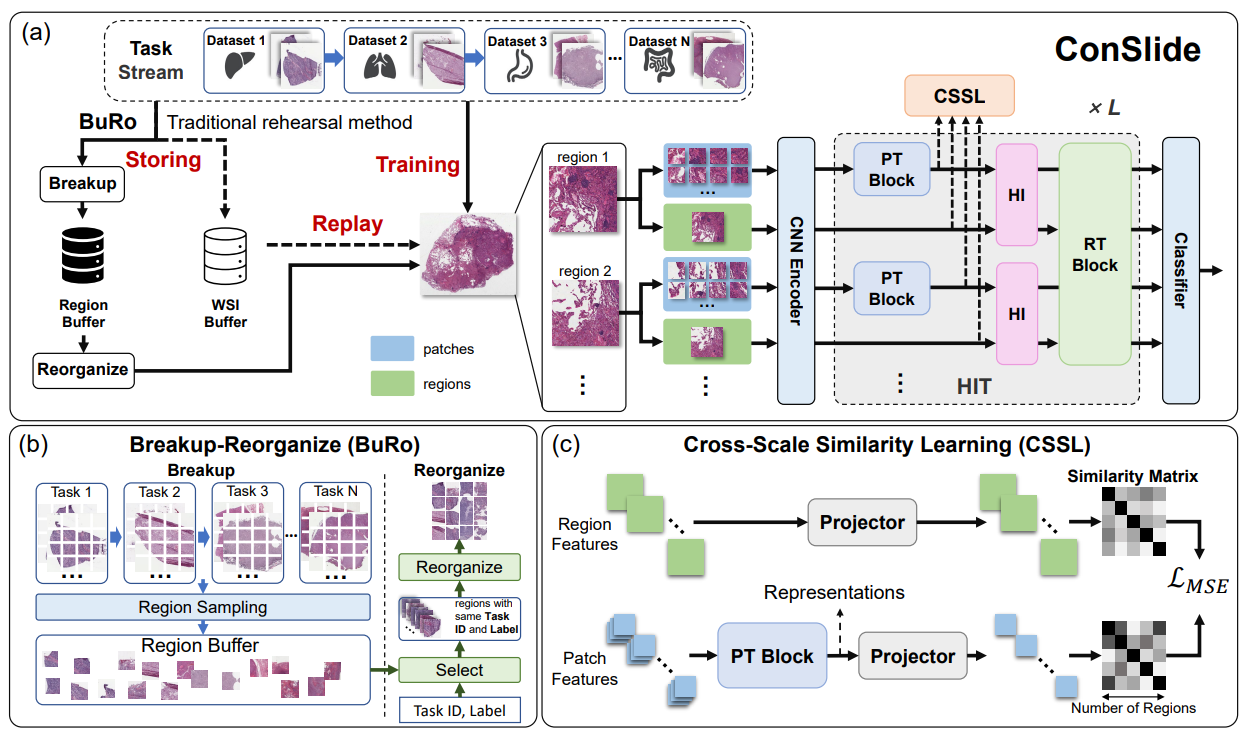 (a)
Task
Stream
Dataset 1
Dataset 2
Dataset 3
...
Dataset N
ConSlide
BuRo
Traditional rehearsal method
Storing
Training
Breakup
Replay
Region
Buffer
WSI
Buffer
Reorganize
patches
regions
region 1
region 2
...
...
CNN Encoder
CSSL
× L
PT
Block
PT
Block
HI
HI
RT
Block
HIT
Classifier
(b)
Breakup-Reorganize (BuRo)
Breakup
Task 1
Task 2
Task 3
Task N
...
...
...
...
...
Region Sampling
Region Buffer
Reorganize
Reorganize
regions with
same Task
ID and Label
Select
Task ID, Label
(c)
Cross-Scale Similarity Learning (CSSL)
Region
Features
Projector
Similarity Matrix
ℒMSE
Representations
Patch
Features
PT Block
Projector
Number of Regions